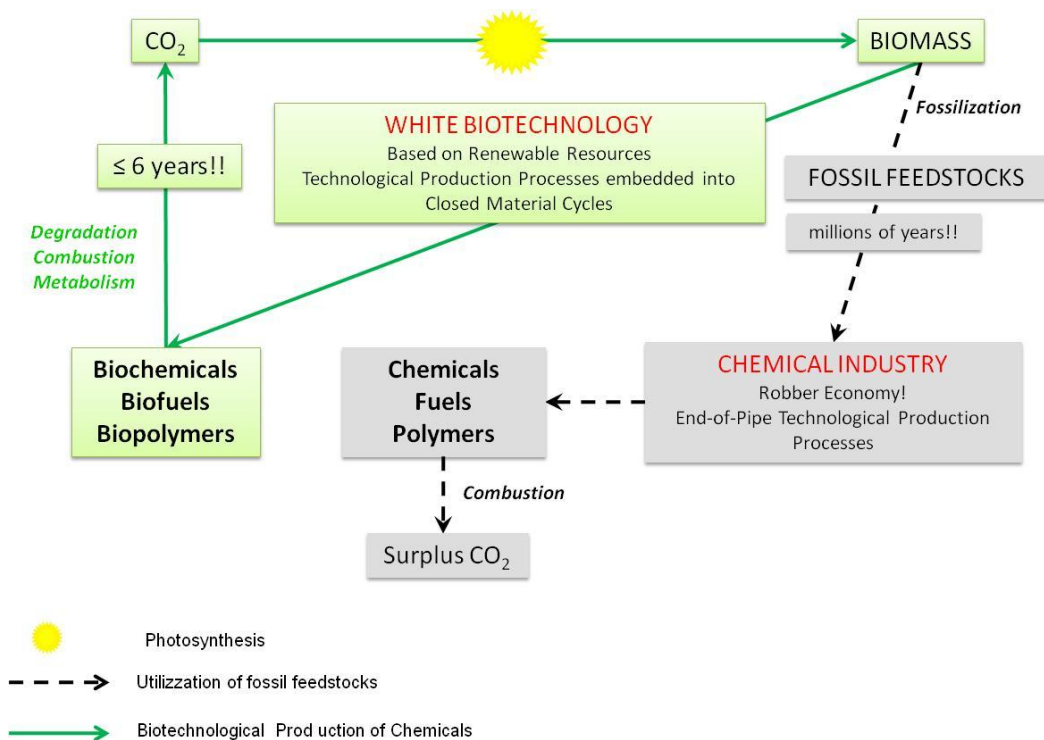 CO₂
BIOMASS
Fossilization
WHITE BIOTECHNOLOGY
Based on Renewable Resources
Technological Production Processes embedded into
Closed Material Cycles
≤ 6 years!!
FOSSIL FEEDSTOCKS
millions of years!!
Degradation
Combustion
Metabolism
Biochemicals
Biofuels
Biopolymers
Chemicals
Fuels
Polymers
CHEMICAL INDUSTRY
Robber Economy!
End-of-Pipe Technological Production
Processes
Combustion
Surplus CO₂
Photosynthesis
Utilizzation of fossil feedstocks
Biotechnological Prod uction of Chemicals